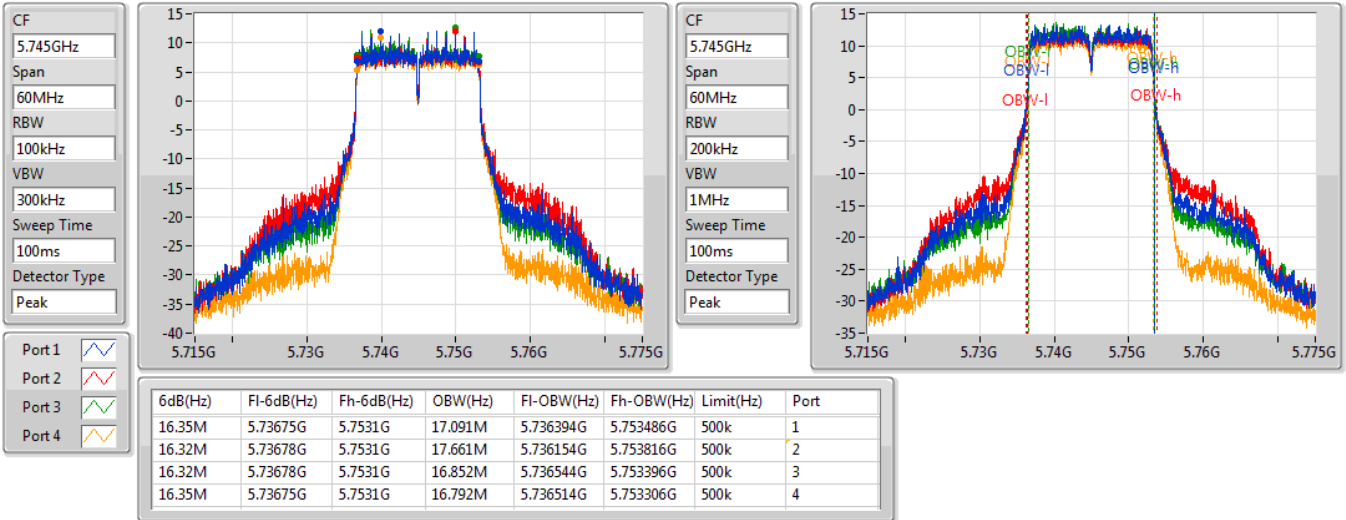 CF
5.745GHz
Span
60MHz
RBW
100kHz
VBW
300kHz
Sweep Time
100ms
Detector Type
Peak
15
10
5
0
-5
-10
-15
-20
-25
-30
-35
-40
5.715G 5.73G 5.74G 5.75G 5.76G 5.775G
CF
5.745GHz
Span
60MHz
RBW
200kHz
VBW
1MHz
Sweep Time
100ms
Detector Type
Peak
15
10
5
0
-5
-10
-15
-20
-25
-30
-35
OBW-l
OBW-l
OBW-l
OBW-h
OBW-l
OBW-h
5.715G 5.73G 5.74G 5.75G 5.76G 5.775G
Port 1
Port 2
Port 3
Port 4
6dB(Hz) Fl-6dB(Hz) Fh-6dB(Hz) OBW(Hz) Fl-OBW(Hz) Fh-OBW(Hz) Limit(Hz) Port
16.35M 5.73675G 5.7531G 17.091M 5.736394G 5.753486G 500k 1
16.32M 5.73678G 5.7531G 17.661M 5.736154G 5.753816G 500k 2
16.32M 5.73678G 5.7531G 16.852M 5.736544G 5.753396G 500k 3
16.35M 5.73675G 5.7531G 16.792M 5.736514G 5.753306G 500k 4